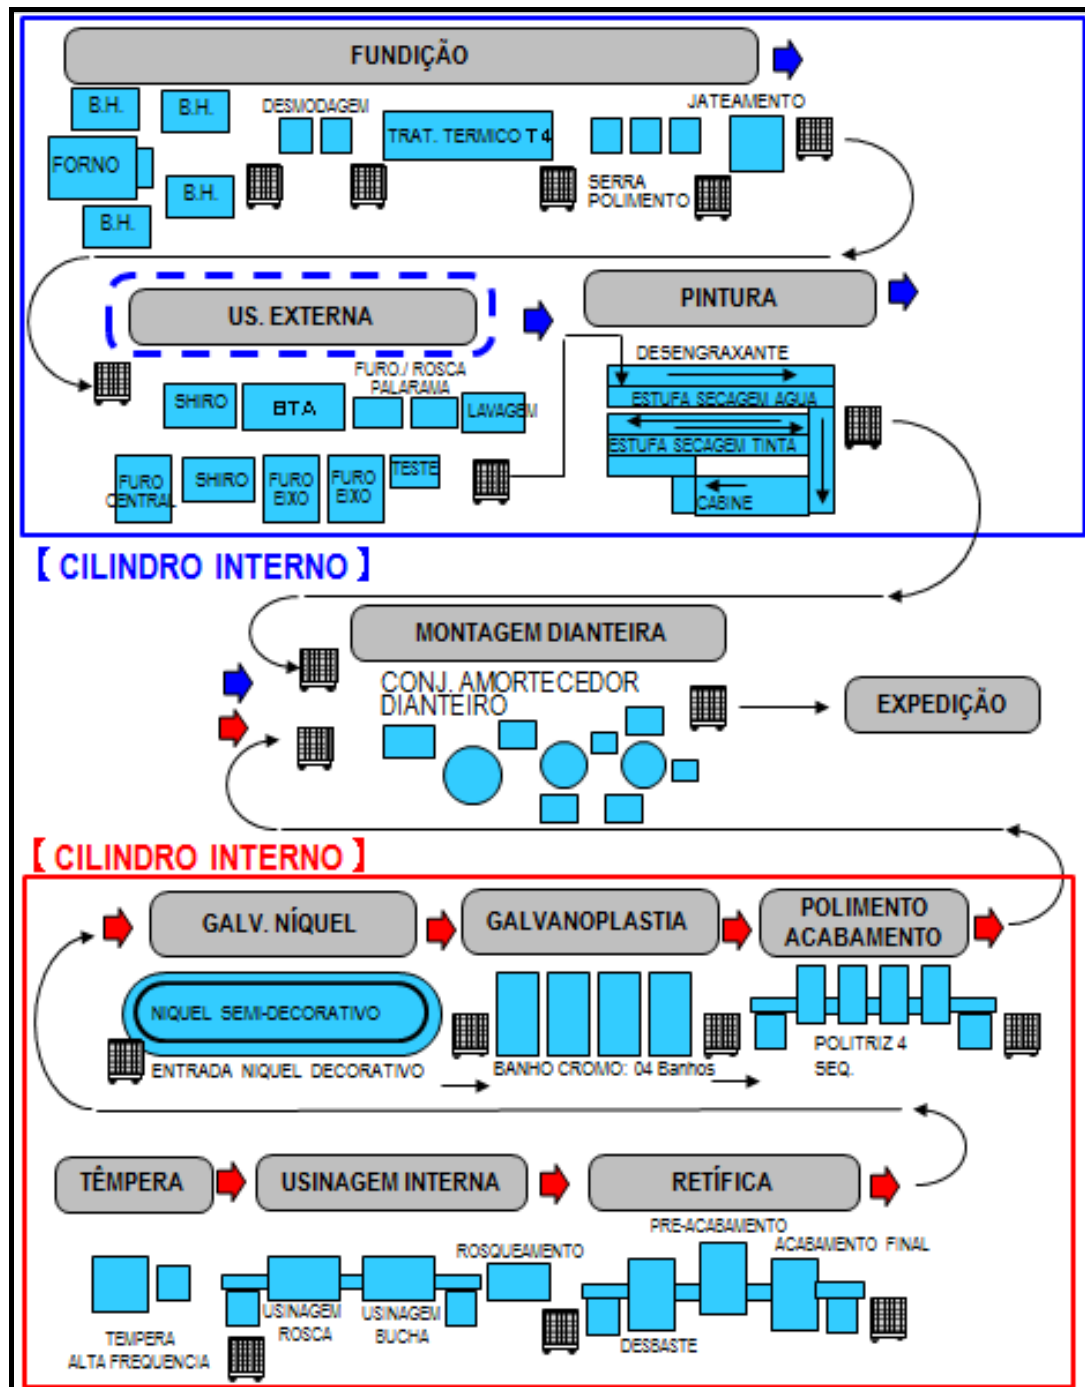 FUNDIÇÃO
B.H.
B.H.
DESMODAGEM
JATEAMENTO
FORNO
TRAT. TERMICO T 4
B.H.
B.H.
SERRA
POLIMENTO
US. EXTERNA
PINTURA
FURO./ ROSCA
PALARAMA
DESENGRAXANTE
SHIRO
BTA
LAVAGEM
ESTUFA SECAGEM AGUA
ESTUFA SECAGEM TINTA
FURO
CENTRAL
SHIRO
FURO
EIXO
FURO
EIXO
TESTE
CABINE
【 CILINDRO INTERNO 】
MONTAGEM DIANTEIRA
CONJ. AMORTECEDOR
DIANTEIRO
EXPEDIÇÃO
【 CILINDRO INTERNO 】
GALV. NÍQUEL
GALVANOPLASTIA
POLIMENTO
ACABAMENTO
NIQUEL SEMI-DECORATIVO
ENTRADA NIQUEL DECORATIVO
BANHO CROMO: 04 Banhos
POLITRIZ 4
SEQ.
TÊMPERA
USINAGEM INTERNA
RETÍFICA
PRE-ACABAMENTO
ROSQUEAMENTO
ACABAMENTO FINAL
USINAGEM
ROSCA
USINAGEM
BUCHA
TEMPERA
ALTA FREQUENCIA
DESBASTE